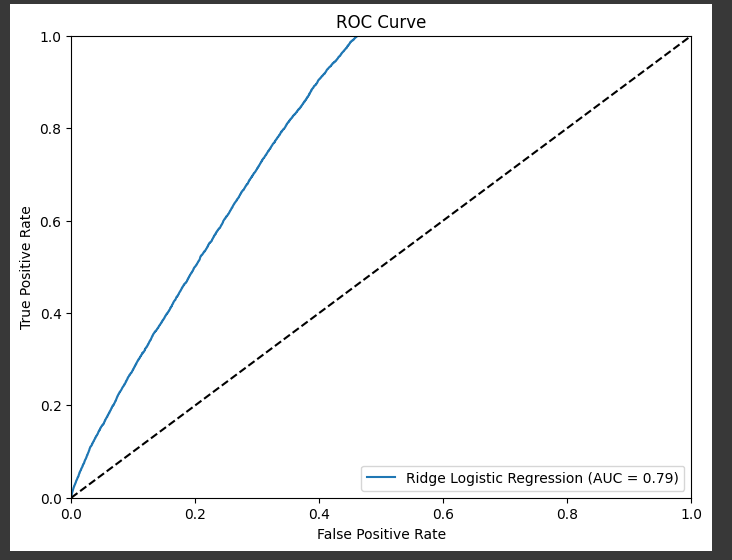 ROC Curve
1.0
0.8
0.6
0.4
0.2
0.0
True Positive Rate
Ridge Logistic Regression (AUC = 0.79)
0.0 0.2 0.4 0.6 0.8 1.0
False Positive Rate